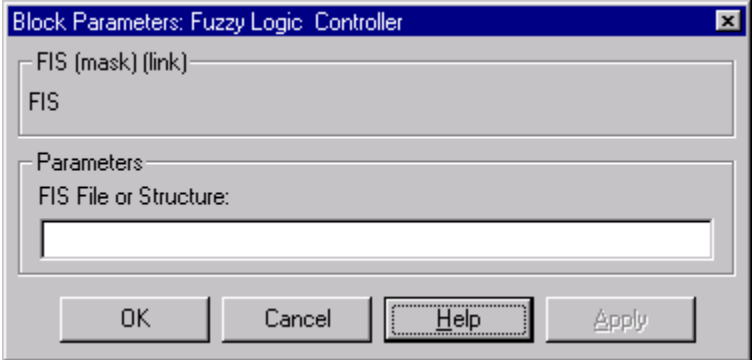 Block Parameters: Fuzzy Logic  Controller
FIS (mask) (link)
FIS
Parameters
FIS File or Structure:
OK Cancel Help Apply